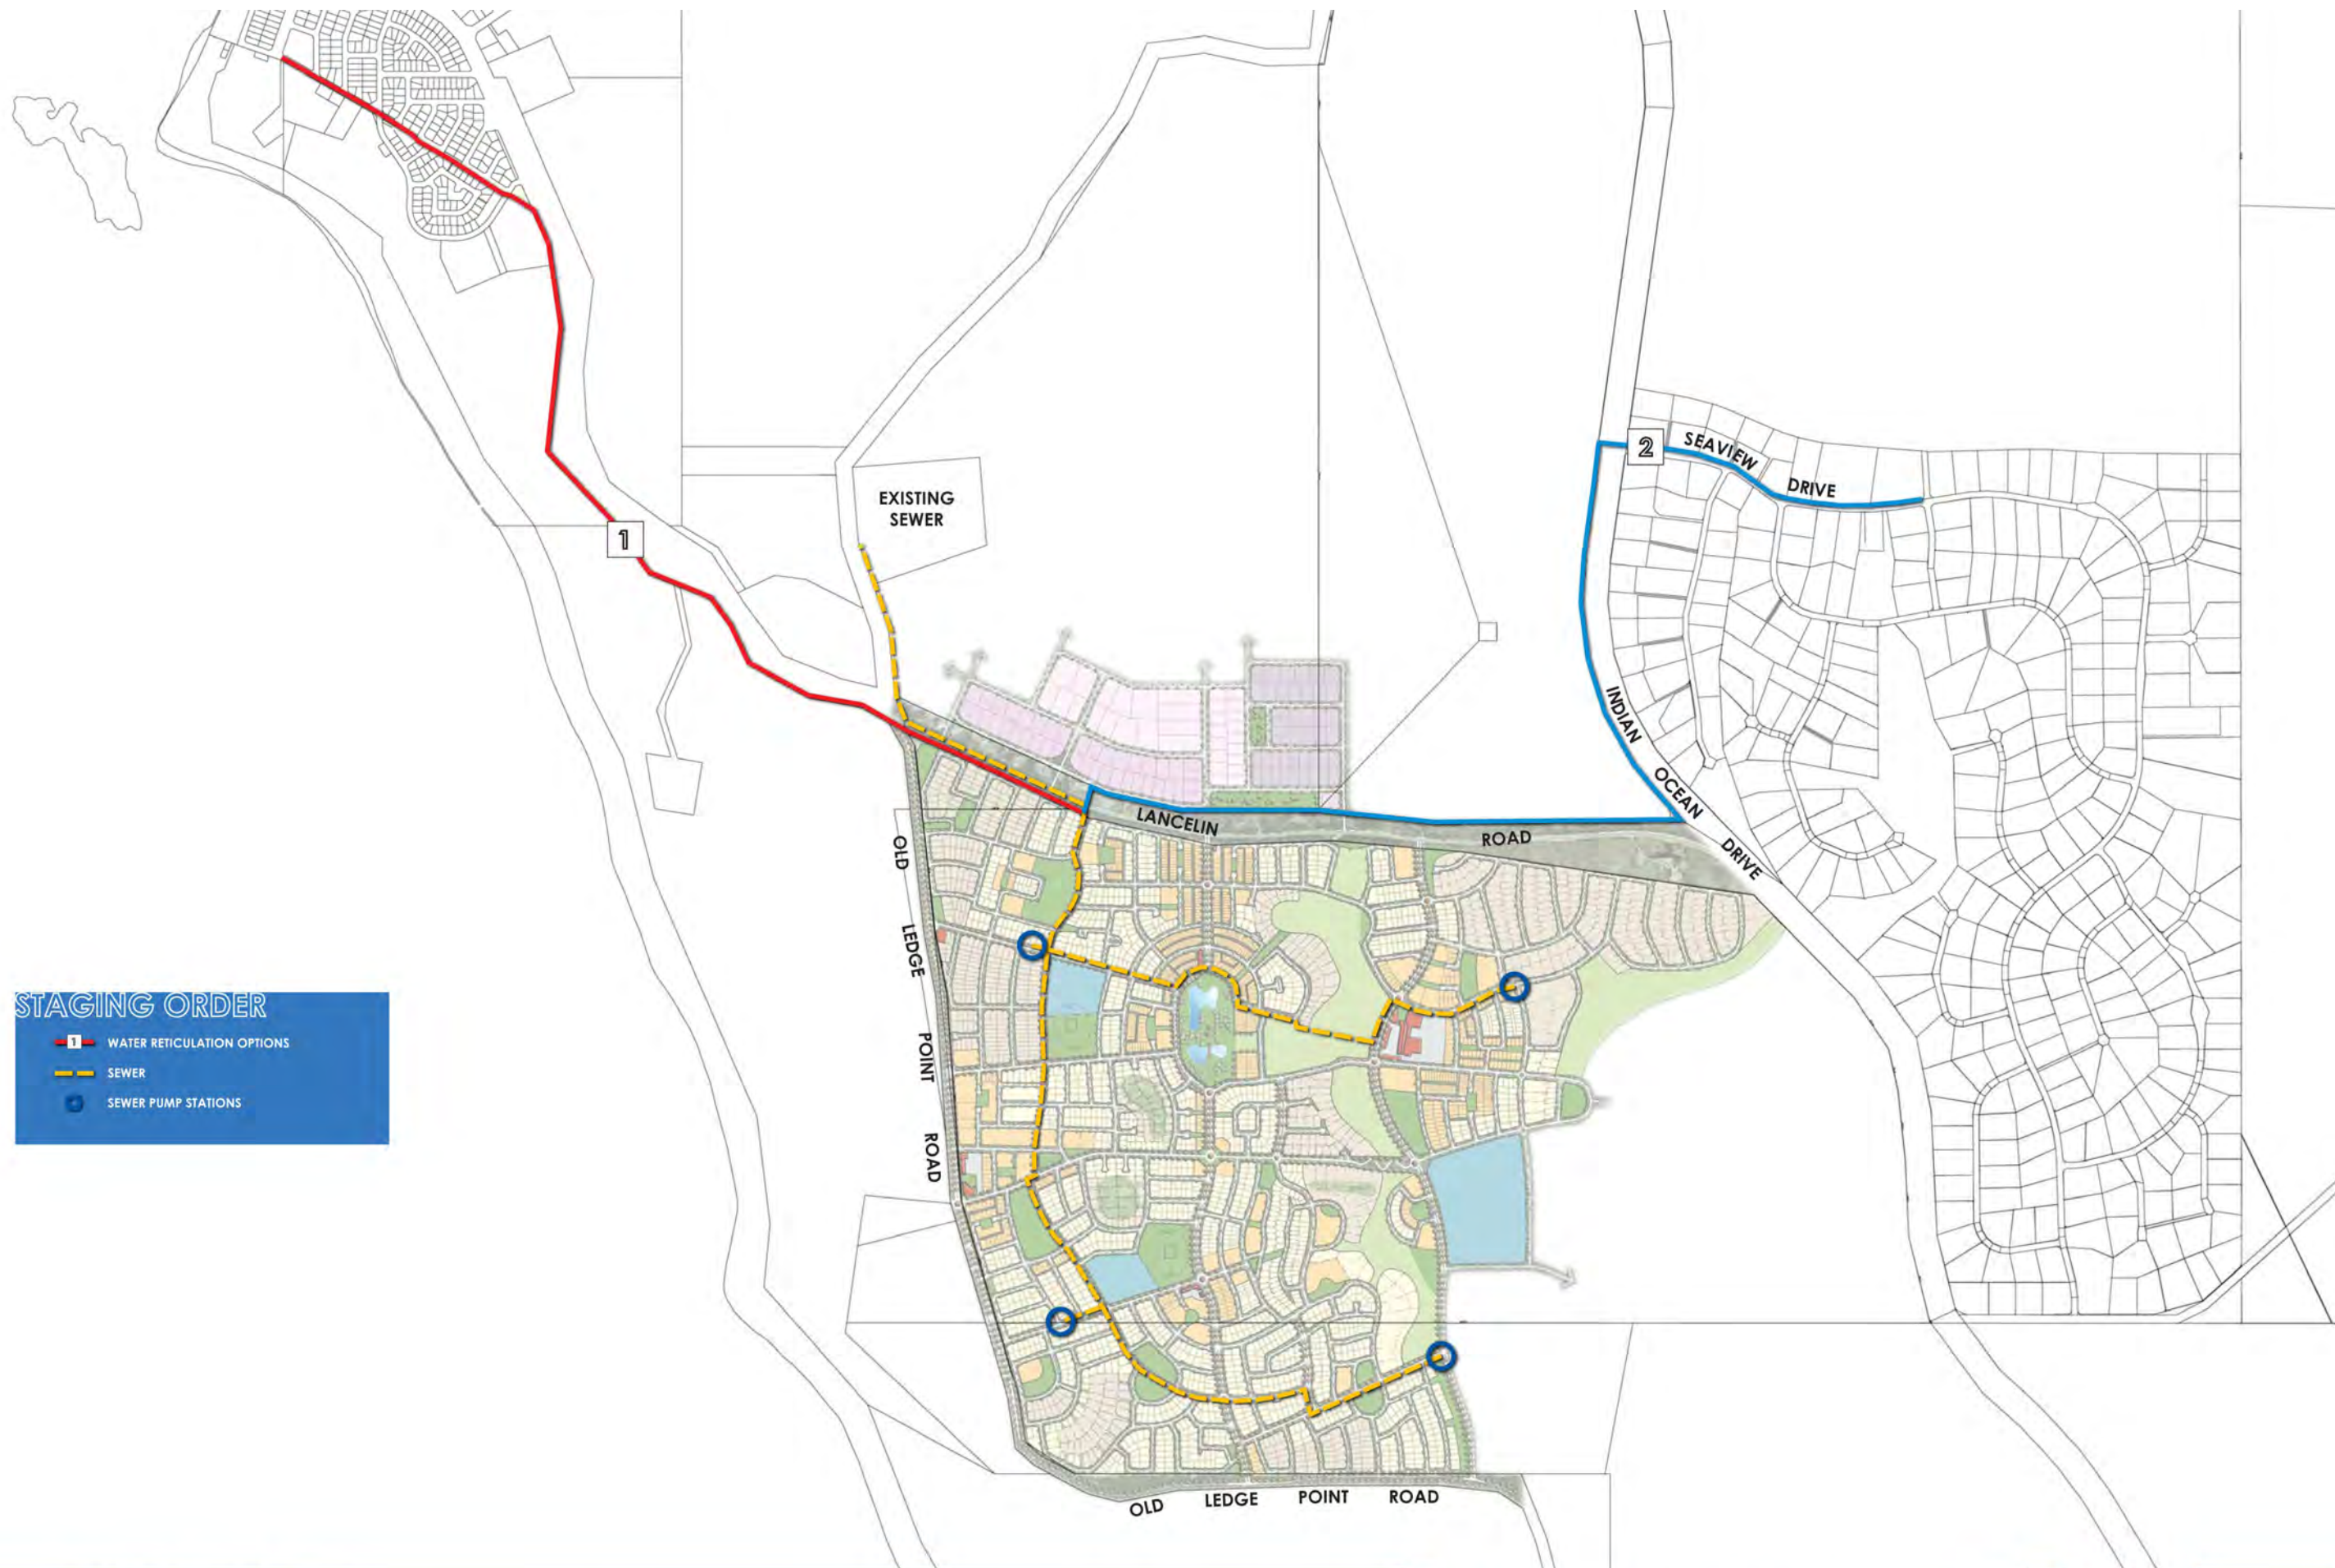 EXISTING
SEWER
1
2
SEAVIEW
DRIVE
INDIAN
OCEAN
DRIVE
LANCELIN
ROAD
OLD
LEDGE
POINT
ROAD
STAGING ORDER
1 WATER RETICULATION OPTIONS
SEWER
SEWER PUMP STATIONS
OLD LEDGE POINT ROAD